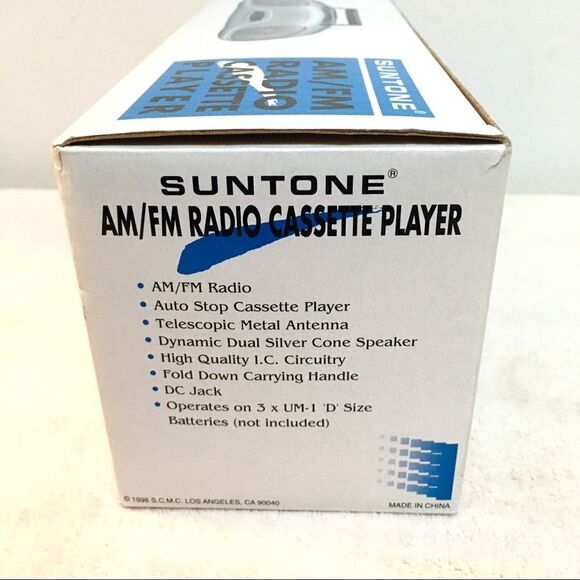 AM/FM
RADIO
CASSETTE
PLAYER
SUNTONE®
SUNTONE®
AM/FM RADIO CASSETTE PLAYER
• AM/FM Radio
• Auto Stop Cassette Player
• Telescopic Metal Antenna
• Dynamic Dual Silver Cone Speaker
• High Quality I.C. Circuitry
• Fold Down Carrying Handle
• DC Jack
• Operates on 3 x UM-1 'D' Size
Batteries (not included)
© 1996 S.C.M.C. LOS ANGELES, CA 90040
MADE IN CHINA